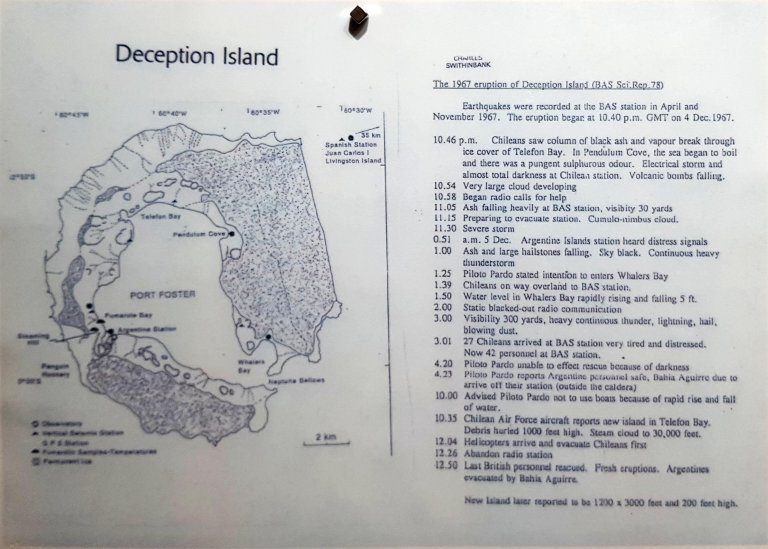 Deception Island
60°45'W
60°40'W
60°35'W
60°30'W
35 km
Spanish Station
Juan Carlos I
Livingston Island
Telefon Bay
Pendulum Cove
PORT FOSTER
Fumarole Bay
Argentine Station
Steaming
Hill
Whalers
Bay
Penguin
Rookery
Neptune Bellows
Observatory
Vertical Seismic Station
G P S Station
Fumarolic Samples-Temperatures
Permanent Ice
2 km
CHARLES
SWITHINBANK
The 1967 eruption of Deception Island (BAS Sci.Rep.78)
Earthquakes were recorded at the BAS station in April and
November 1967. The eruption began at 10.40 p.m. GMT on 4 Dec.1967.
10.46 p.m. Chileans saw column of black ash and vapour break through
ice cover of Telefon Bay. In Pendulum Cove, the sea began to boil
and there was a pungent sulphurous odour. Electrical storm and
almost total darkness at Chilean station. Volcanic bombs falling.
10.54 Very large cloud developing
10.58 Began radio calls for help
11.05 Ash falling heavily at BAS station, visibity 30 yards
11.15 Preparing to evacuate station. Cumulo-nimbus cloud.
11.30 Severe storm
0.51 a.m. 5 Dec. Argentine Islands station heard distress signals
1.00 Ash and large hailstones falling. Sky black. Continuous heavy
thunderstorm
1.25 Piloto Pardo stated intention to enters Whalers Bay
1.39 Chileans on way overland to BAS station.
1.50 Water level in Whalers Bay rapidly rising and falling 5 ft.
2.00 Static blacked-out radio communication
3.00 Visibility 300 yards, heavy continuous thunder, lightning, hail,
blowing dust.
3.01 27 Chileans arrived at BAS station very tired and distressed.
Now 42 personnel at BAS station.
4.20 Piloto Pardo unable to effect rescue because of darkness
4.23 Piloto Pardo reports Argentine personnel safe, Bahia Aguirre due to
arrive off their station (outside the caldera)
10.00 Advised Piloto Pardo not to use boats because of rapid rise and fall
of water.
10.35 Chilean Air Force aircraft reports new island in Telefon Bay.
Debris hurled 1000 feet high. Steam cloud to 30,000 feet.
12.04 Helicopters arrive and evacuate Chileans first
12.26 Abandon radio station
12.50 Last British personnel rescued. Fresh eruptions. Argentines
evacuated by Bahia Aguirre.
New Island later reported to be 1200 x 3000 feet and 200 feet high.